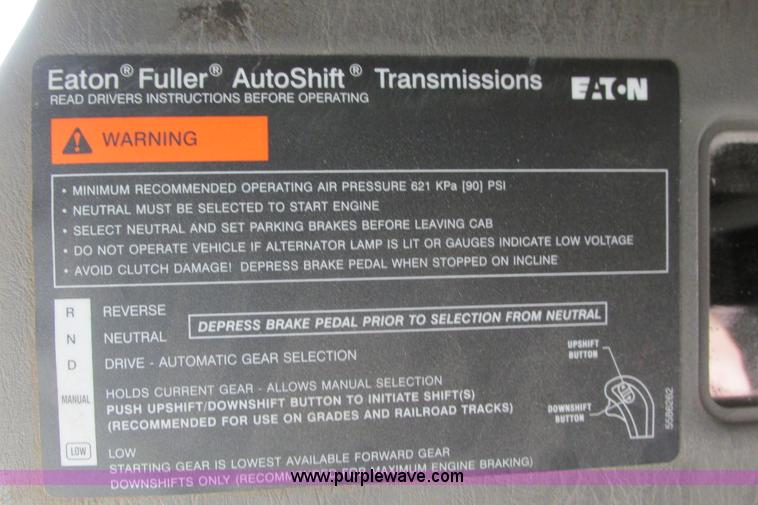 Eaton® Fuller® AutoShift® Transmissions
EATON
READ DRIVERS INSTRUCTIONS BEFORE OPERATING
WARNING
• MINIMUM RECOMMENDED OPERATING AIR PRESSURE 621 KPa [90] PSI
• NEUTRAL MUST BE SELECTED TO START ENGINE
• SELECT NEUTRAL AND SET PARKING BRAKES BEFORE LEAVING CAB
• DO NOT OPERATE VEHICLE IF ALTERNATOR LAMP IS LIT OR GAUGES INDICATE LOW VOLTAGE
• AVOID CLUTCH DAMAGE! DEPRESS BRAKE PEDAL WHEN STOPPED ON INCLINE
R REVERSE
DEPRESS BRAKE PEDAL PRIOR TO SELECTION FROM NEUTRAL
N NEUTRAL
D DRIVE - AUTOMATIC GEAR SELECTION
MANUAL HOLDS CURRENT GEAR - ALLOWS MANUAL SELECTION
PUSH UPSHIFT/DOWNSHIFT BUTTON TO INITIATE SHIFT(S)
(RECOMMENDED FOR USE ON GRADES AND RAILROAD TRACKS)
UPSHIFT
BUTTON
DOWNSHIFT
BUTTON
5586262
LOW LOW
STARTING GEAR IS LOWEST AVAILABLE FORWARD GEAR
DOWNSHIFTS ONLY (RECOMMENDED FOR MAXIMUM ENGINE BRAKING)
www.purplewave.com